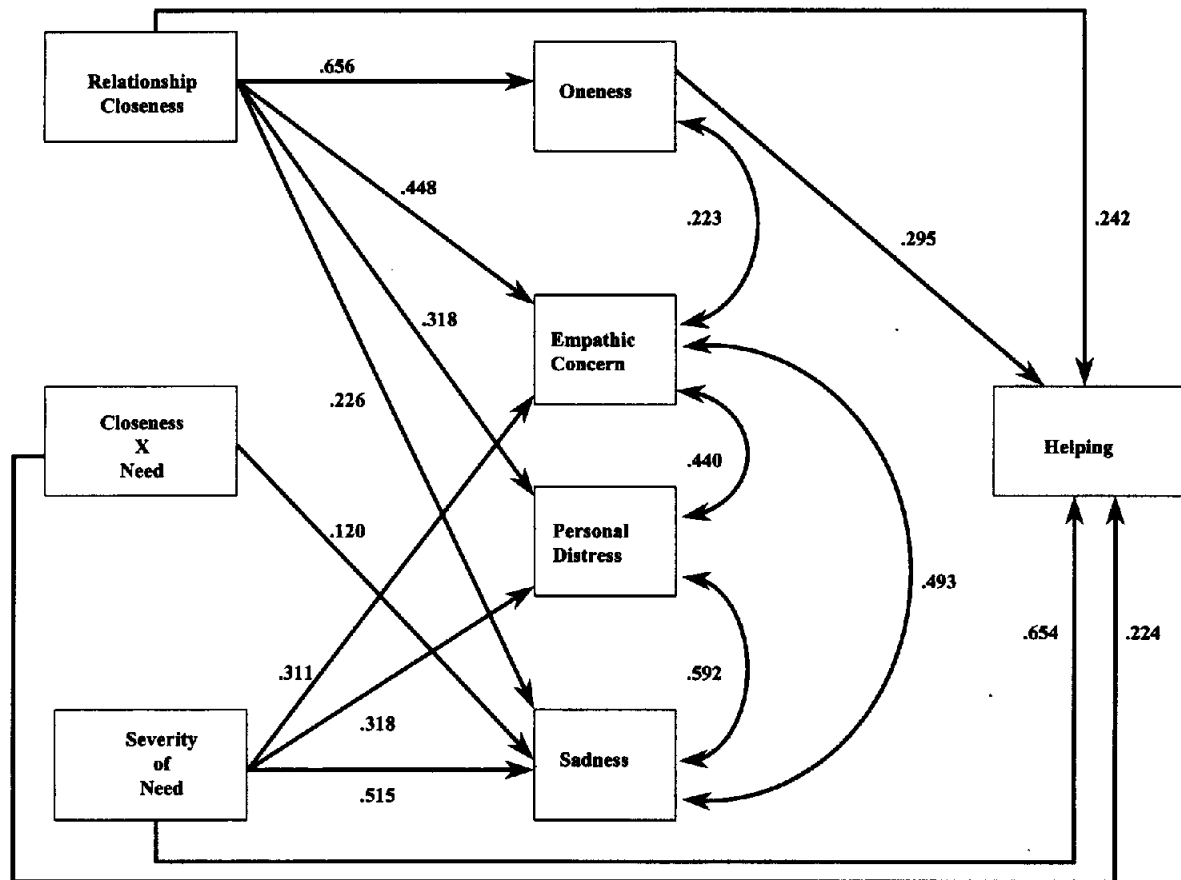 Relationship
Closeness
.656
Oneness
.448
.223
.295
.242
.318
Empathic
Concern
.226
Closeness
X
Need
.440
Helping
.120
Personal
Distress
.493
.654
.224
.311
.592
.318
Severity
of
Need
Sadness
.515